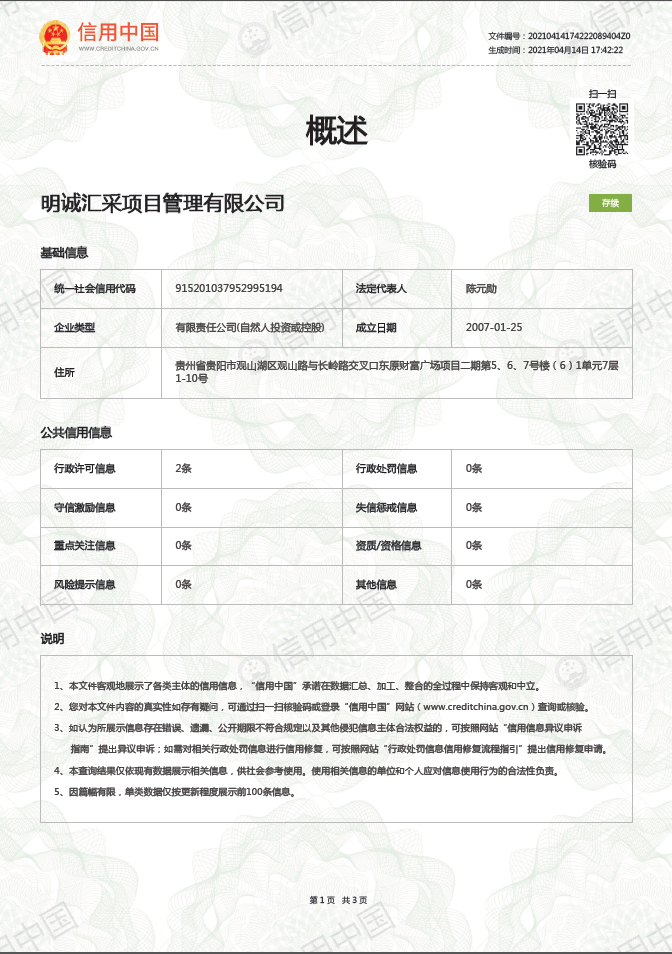 信用中国
WWW.CREDITCHINA.GOV.CN
文件编号：20210414174222089404Z0
生成时间：2021年04月14日 17:42:22
扫一扫
核验码
概述
明诚汇采项目管理有限公司
存续
基础信息
统一社会信用代码 915201037952995194 法定代表人 陈元勋
企业类型 有限责任公司(自然人投资或控股) 成立日期 2007-01-25
住所 贵州省贵阳市观山湖区观山路与长岭路交叉口东原财富广场项目二期第5、6、7号楼（6）1单元7层
1-10号
公共信用信息
行政许可信息 2条 行政处罚信息 0条
守信激励信息 0条 失信惩戒信息 0条
重点关注信息 0条 资质/资格信息 0条
风险提示信息 0条 其他信息 0条
说明
1、本文件客观地展示了各类主体的信用信息，“信用中国”承诺在数据汇总、加工、整合的全过程中保持客观和中立。
2、您对本文件内容的真实性如存有疑问，可通过扫一扫核验码或登录“信用中国”网站（www.creditchina.gov.cn）查询或核验。
3、如认为所展示信息存在错误、遗漏、公开期限不符合规定以及其他侵犯信息主体合法权益的，可按照网站“信用信息异议申诉
指南”提出异议申诉；如需对相关行政处罚信息进行信用修复，可按照网站“行政处罚信息信用修复流程指引”提出信用修复申请。
4、本查询结果仅依现有数据展示相关信息，供社会参考使用。使用相关信息的单位和个人应对信息使用行为的合法性负责。
5、因篇幅有限，单类数据仅按更新程度展示前100条信息。
第 1 页 共 3 页